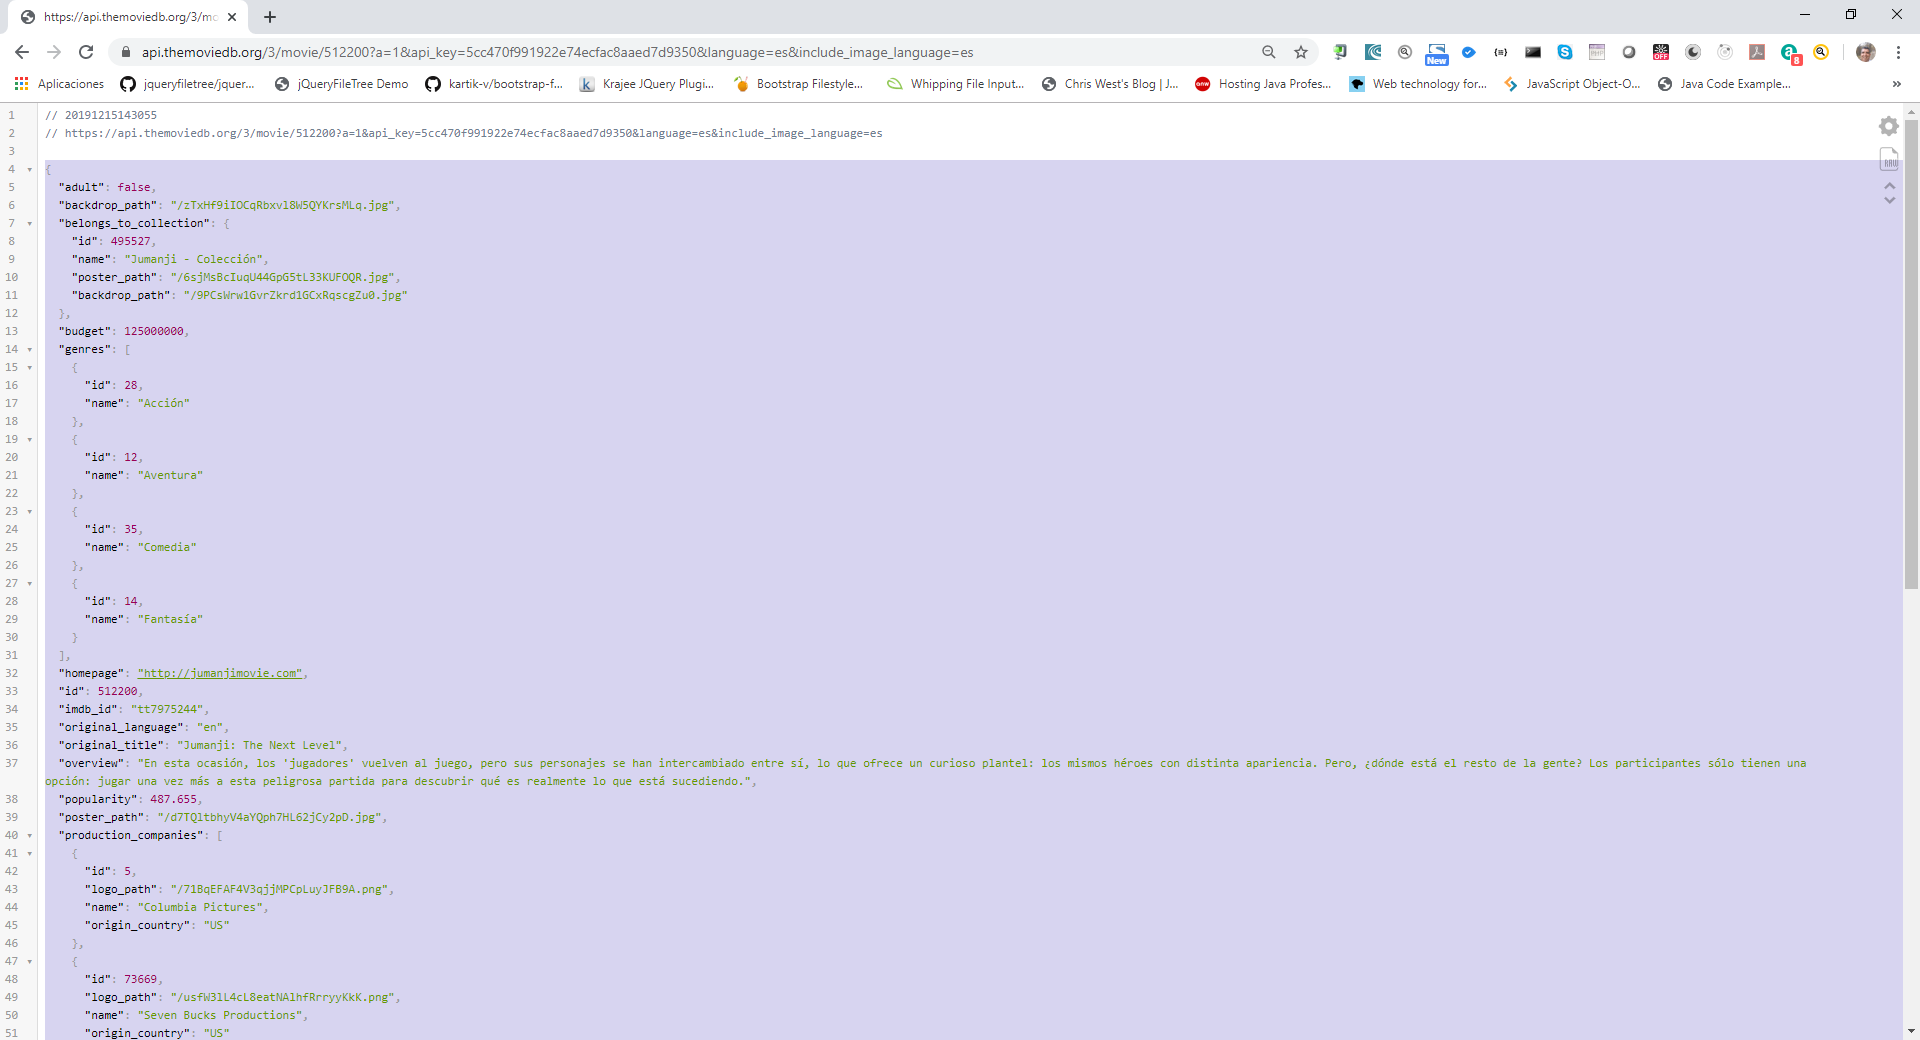 https://api.themoviedb.org/3/mo
api.themoviedb.org/3/movie/512200?a=1&api_key=5cc470f991922e74ecfac8aaed7d9350&language=es&include_image_language=es
New
OFF
8
Aplicaciones
jqueryfiletree/jquer...
jQueryFileTree Demo
kartik-v/bootstrap-f...
Krajee JQuery Plugi...
Bootstrap Filestyle...
Whipping File Input...
Chris West's Blog | J...
Hosting Java Profes...
Web technology for...
JavaScript Object-O...
Java Code Example...
»
RAW
1 // 20191215143055
2 // https://api.themoviedb.org/3/movie/512200?a=1&api_key=5cc470f991922e74ecfac8aaed7d9350&language=es&include_image_language=es
3
4 {
5 "adult": false,
6 "backdrop_path": "/zTxHf9iIOCqRbxvl8W5QYKrsMLq.jpg",
7 "belongs_to_collection": {
8 "id": 495527,
9 "name": "Jumanji - Colección",
10 "poster_path": "/6sjMsBcIuqU44GpG5tL33KUFOQR.jpg",
11 "backdrop_path": "/9PCsWrw1GvrZkrd1GCxRqscgZu0.jpg"
12 },
13 "budget": 125000000,
14 "genres": [
15 {
16 "id": 28,
17 "name": "Acción"
18 },
19 {
20 "id": 12,
21 "name": "Aventura"
22 },
23 {
24 "id": 35,
25 "name": "Comedia"
26 },
27 {
28 "id": 14,
29 "name": "Fantasía"
30 }
31 ],
32 "homepage": "http://jumanjimovie.com",
33 "id": 512200,
34 "imdb_id": "tt7975244",
35 "original_language": "en",
36 "original_title": "Jumanji: The Next Level",
37 "overview": "En esta ocasión, los 'jugadores' vuelven al juego, pero sus personajes se han intercambiado entre sí, lo que ofrece un curioso plantel: los mismos héroes con distinta apariencia. Pero, ¿dónde está el resto de la gente? Los participantes sólo tienen una
opción: jugar una vez más a esta peligrosa partida para descubrir qué es realmente lo que está sucediendo.",
38 "popularity": 487.655,
39 "poster_path": "/d7TQltbhyV4aYQph7HL62jCy2pD.jpg",
40 "production_companies": [
41 {
42 "id": 5,
43 "logo_path": "/71BqEFAF4V3qjjMPCpLuyJFB9A.png",
44 "name": "Columbia Pictures",
45 "origin_country": "US"
46 },
47 {
48 "id": 73669,
49 "logo_path": "/usfW3lL4cL8eatNAlhfRrryyKkK.png",
50 "name": "Seven Bucks Productions",
51 "origin_country": "US"